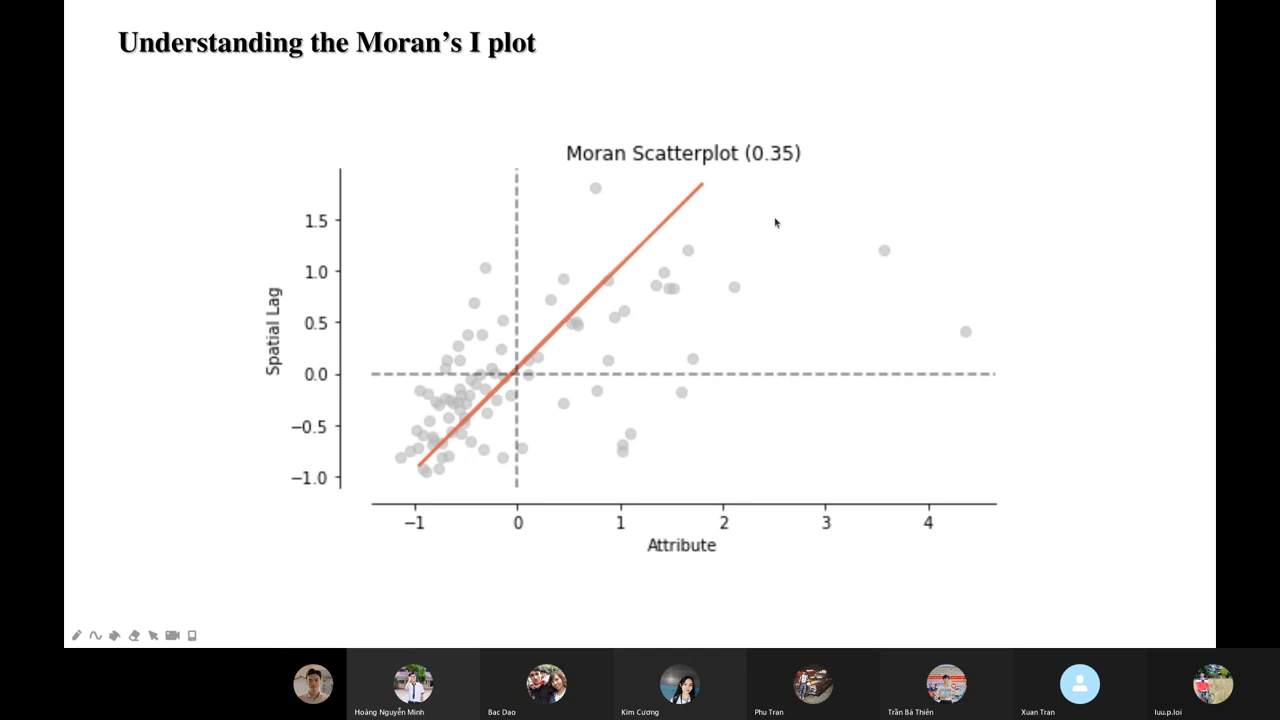 Understanding the Moran's I plot
Moran Scatterplot (0.35)
Spatial Lag
1.5
1.0
0.5
0.0
−0.5
−1.0
−1 0 1 2 3 4
Attribute
Hoàng Nguyễn Minh Bac Dao Kim Cương Phu Tran Trần Bá Thiên Xuan Tran luu.p.loi